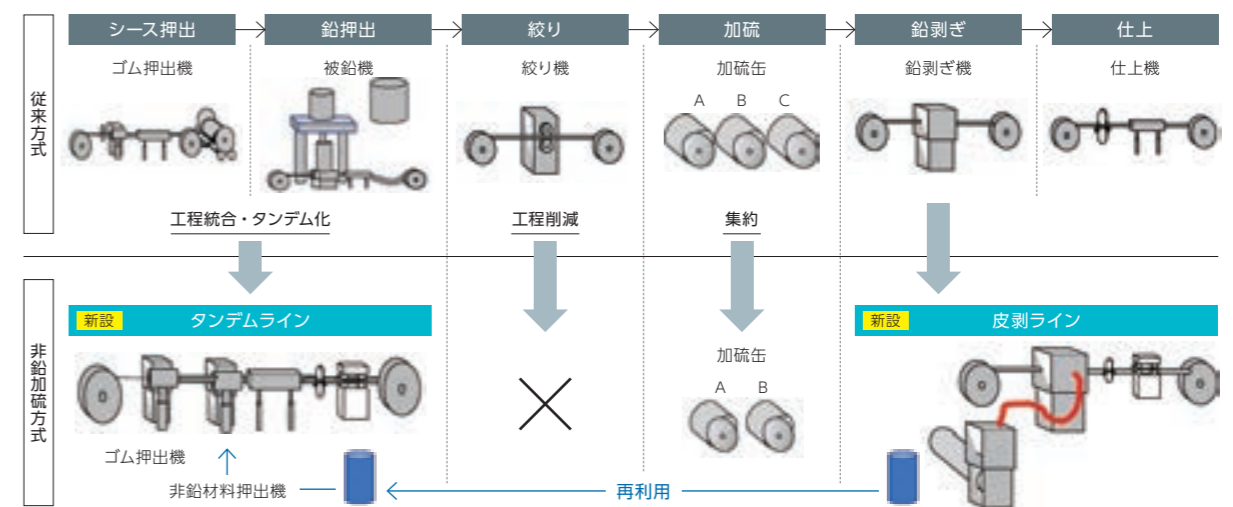 従来方式
シース押出
鉛押出
絞り
加硫
鉛剥ぎ
仕上
ゴム押出機
被鉛機
絞り機
加硫缶
鉛剥ぎ機
仕上機
A B C
工程統合・タンデム化
工程削減
集約
非鉛加硫方式
新設 タンデムライン
新設 皮剥ライン
加硫缶
A B
ゴム押出機
非鉛材料押出機
再利用